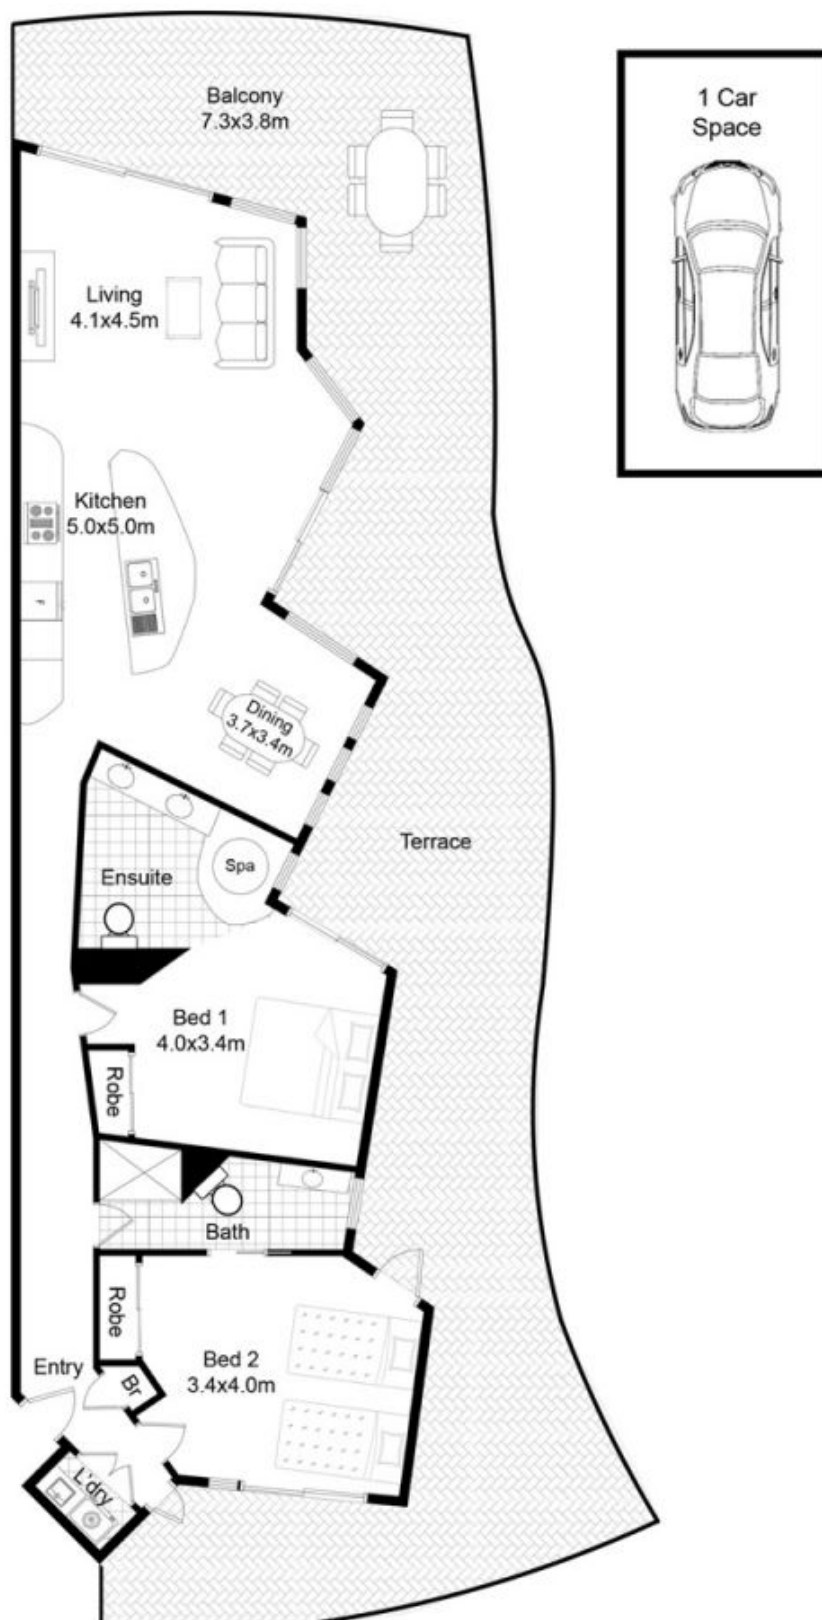 Balcony
7.3x3.8m
1 Car
Space
Living
4.1x4.5m
Kitchen
5.0x5.0m
F
Dining
3.7x3.4m
Terrace
Ensuite
Spa
Bed 1
4.0x3.4m
Robe
Bath
Robe
Bed 2
3.4x4.0m
Entry
Br
L'dry